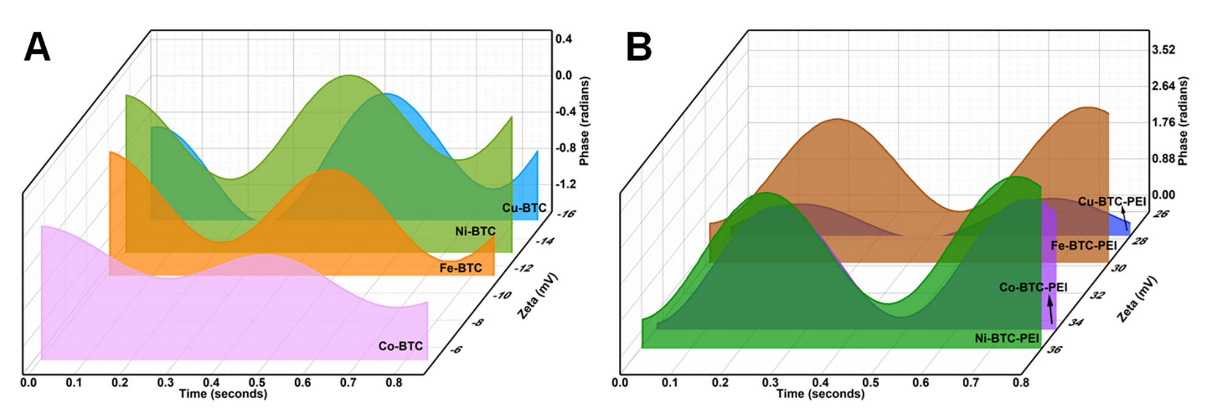 A
0.4
0.0
-0.4
-0.8
-1.2
Phase (radians)
Cu-BTC
-16
Ni-BTC
-14
Fe-BTC
-12
-10
Zeta (mV)
-8
Co-BTC
-6
0.0 0.1 0.2 0.3 0.4 0.5 0.6 0.7 0.8
Time (seconds)
B
3.52
2.64
1.76
0.88
0.00
Phase (radians)
Cu-BTC-PEI
26
28
Fe-BTC-PEI
30
Co-BTC-PEI
32
Zeta (mV)
34
Ni-BTC-PEI
36
0.0 0.1 0.2 0.3 0.4 0.5 0.6 0.7 0.8
Time (seconds)